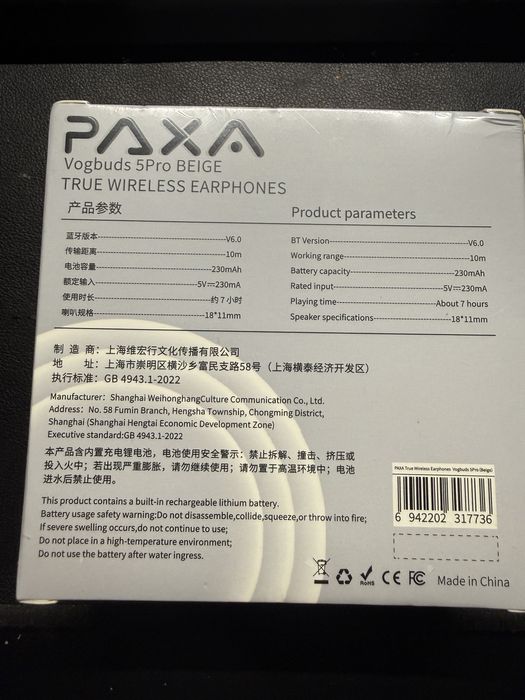 PAXA
Vogbuds 5Pro BEIGE
TRUE WIRELESS EARPHONES
产品参数
蓝牙版本----------V6.0
传输距离----------10m
电池容量----------230mAh
额定输入----------5V⎓230mA
使用时长----------约 7 小时
喇叭规格----------18*11mm
Product parameters
BT Version----------V6.0
Working range----------10m
Battery capacity----------230mAh
Rated input----------5V⎓230mA
Playing time----------About 7 hours
Speaker specifications----------18*11mm
制 造 商：上海维宏行文化传播有限公司
地 址：上海市崇明区横沙乡富民支路58号（上海横泰经济开发区）
执行标准：GB 4943.1-2022
Manufacturer：Shanghai WeihonghangCulture Communication Co., Ltd.
Address：No. 58 Fumin Branch, Hengsha Township, Chongming District,
Shanghai (Shanghai Hengtai Economic Development Zone)
Executive standard:GB 4943.1-2022
本产品含内置充电锂电池，电池使用安全警示：禁止拆解、撞击、挤压或
投入火中；若出现严重膨胀，请勿继续使用；请勿置于高温环境中；电池
进水后禁止使用。
This product contains a built-in rechargeable lithium battery.
Battery usage safety warning:Do not disassemble,collide,squeeze,or throw into fire;
If severe swelling occurs,do not continue to use;
Do not place in a high-temperature environment;
Do not use the battery after water ingress.
PAXA True Wireless Earphones Vogbuds 5Pro (Beige)
6 942202 317736
RoHS CE FC Made in China